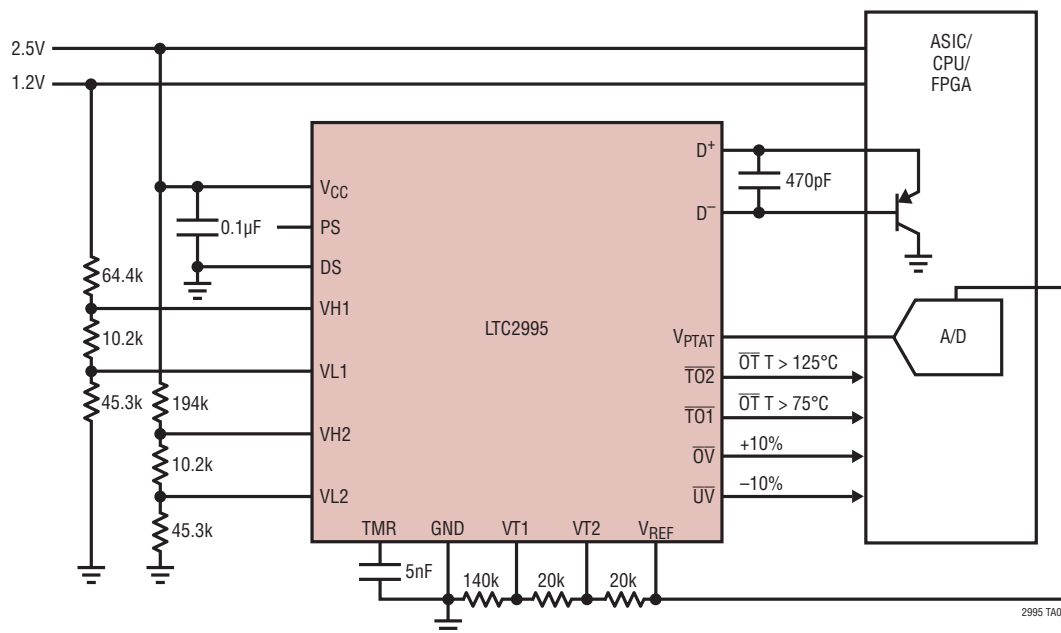 2.5V
1.2V
ASIC/
CPU/
FPGA
VCC
PS
DS
VH1
VL1
VH2
VL2
0.1µF
64.4k
10.2k
45.3k
194k
10.2k
45.3k
LTC2995
D+
D–
470pF
VPTAT
A/D
TO2
OT T > 125°C
TO1
OT T > 75°C
OV
+10%
UV
–10%
TMR
GND
VT1
VT2
VREF
5nF
140k
20k
20k
2995 TA0